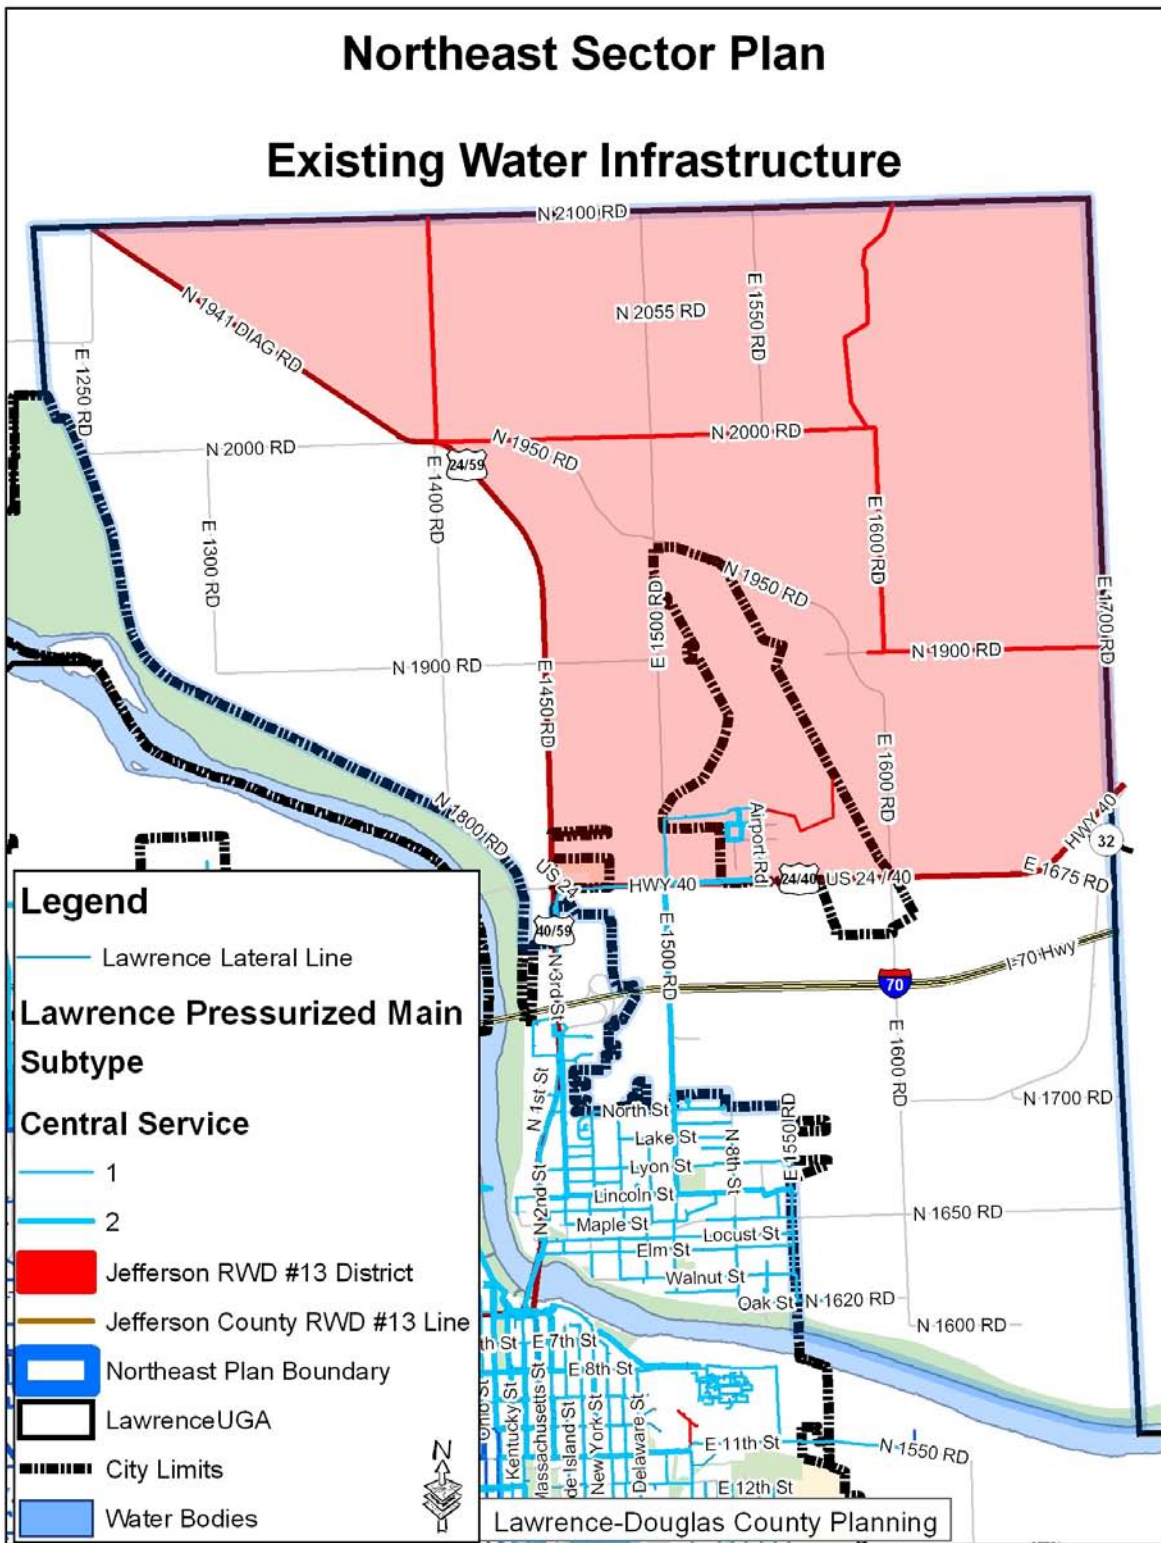 Northeast Sector Plan
Existing Water Infrastructure
N 2100 RD
N 1941 DIAG RD
N 2055 RD
E 1550 RD
E 1250 RD
N 2000 RD
N 1950 RD
N 2000 RD
24/59
E 1400 RD
E 1300 RD
E 1600 RD
N 1950 RD
E 1500 RD
E 1700 RD
N 1900 RD
N 1900 RD
E 1450 RD
E 1600 RD
N 1800 RD
Airport Rd
HWY 40
32
US 24
HWY 40
24/40
US 24 / 40
E 1675 RD
40/59
E 1500 RD
N 3rd St
I-70 Hwy
70
E 1600 RD
N 1st St
North St
N 1700 RD
E 1550 RD
Lake St
N 8th St
Lyon St
N 2nd St
Lincoln St
Maple St
Locust St
N 1650 RD
Elm St
Walnut St
Oak St
N 1620 RD
N 1600 RD
th St
E 7th St
E 8th St
Ohio St
Kentucky St
Massachusetts St
de Island St
New York St
Delaware St
E 11th St
N 1550 RD
E 12th St
Legend
Lawrence Lateral Line
Lawrence Pressurized Main
Subtype
Central Service
1
2
Jefferson RWD #13 District
Jefferson County RWD #13 Line
Northeast Plan Boundary
LawrenceUGA
City Limits
Water Bodies
N
Lawrence-Douglas County Planning